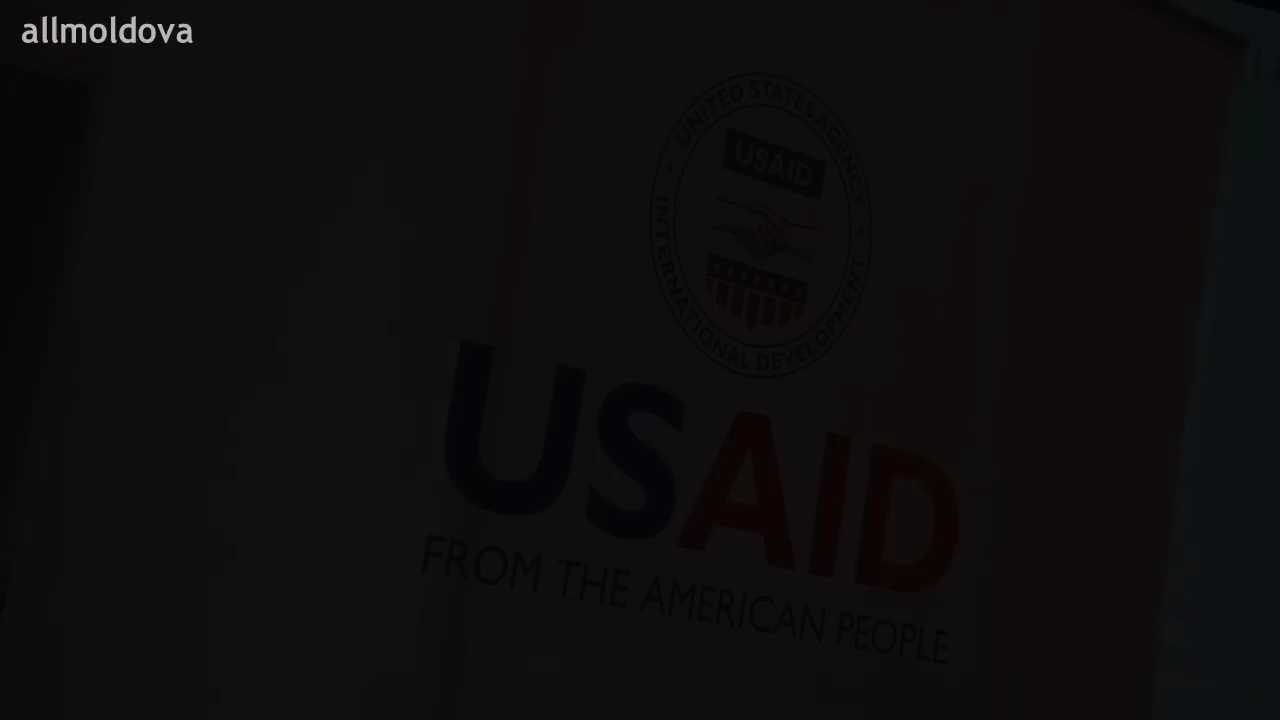 allmoldova
UNITED STATES AGENCY
INTERNATIONAL DEVELOPMENT
USAID
USAID
FROM THE AMERICAN PEOPLE